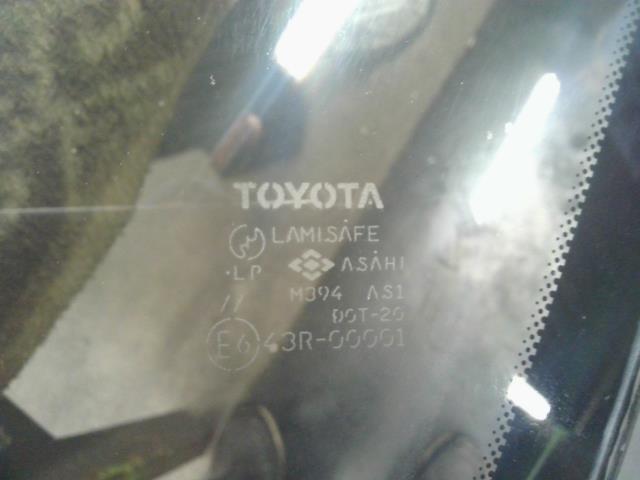 TOYOTA
LAMISAFE
LP ASAHI
// M394 AS1
DOT-20
E6 43R-00001